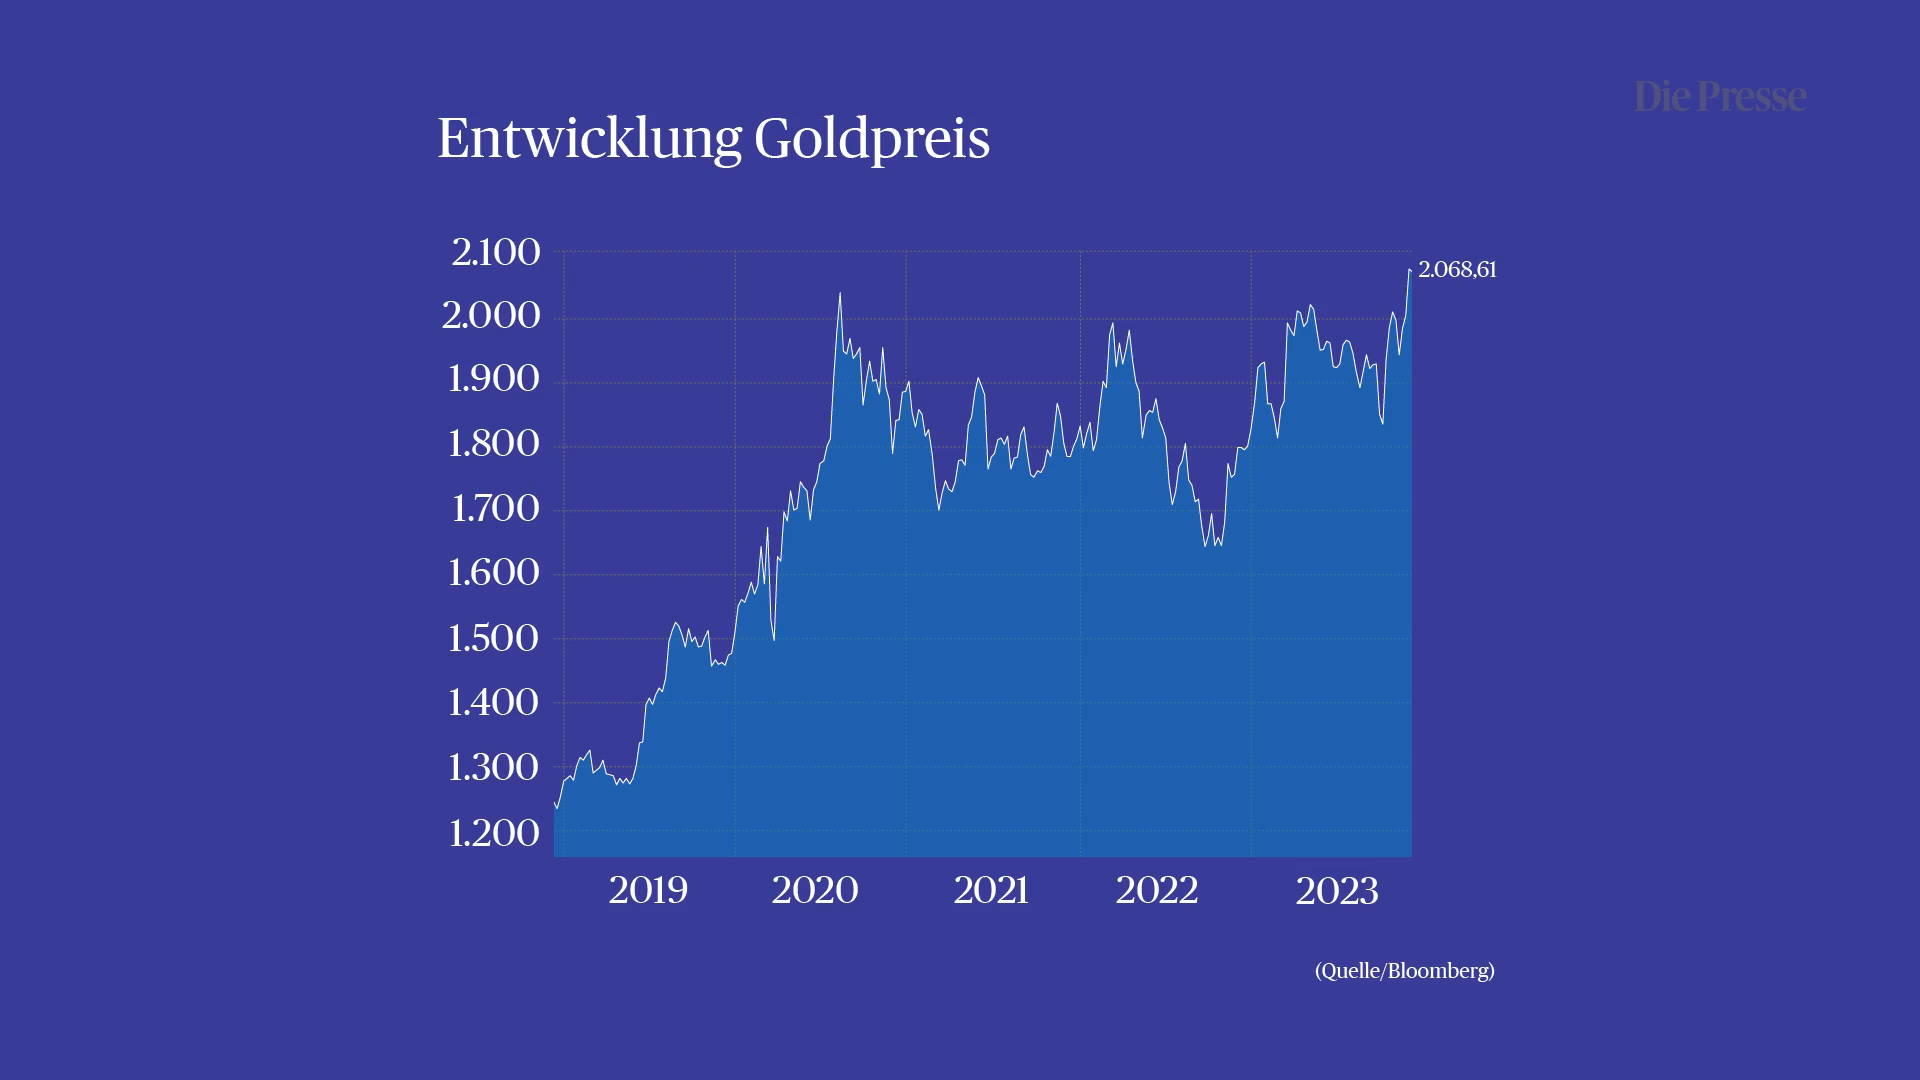 Die Presse
Entwicklung Goldpreis
2.100
2.068,61
2.000
1.900
1.800
1.700
1.600
1.500
1.400
1.300
1.200
2019 2020 2021 2022 2023
(Quelle/Bloomberg)